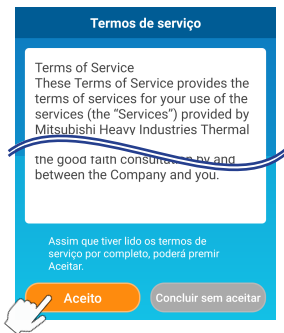 Termos de serviço
Terms of Service
These Terms of Service provides the
terms of services for your use of the
services (the “Services”) provided by
Mitsubishi Heavy Industries Thermal
the good faith consultation by and
between the Company and you.
Assim que tiver lido os termos de
serviço por completo, poderá premir
Aceitar.
Aceito
Concluir sem aceitar